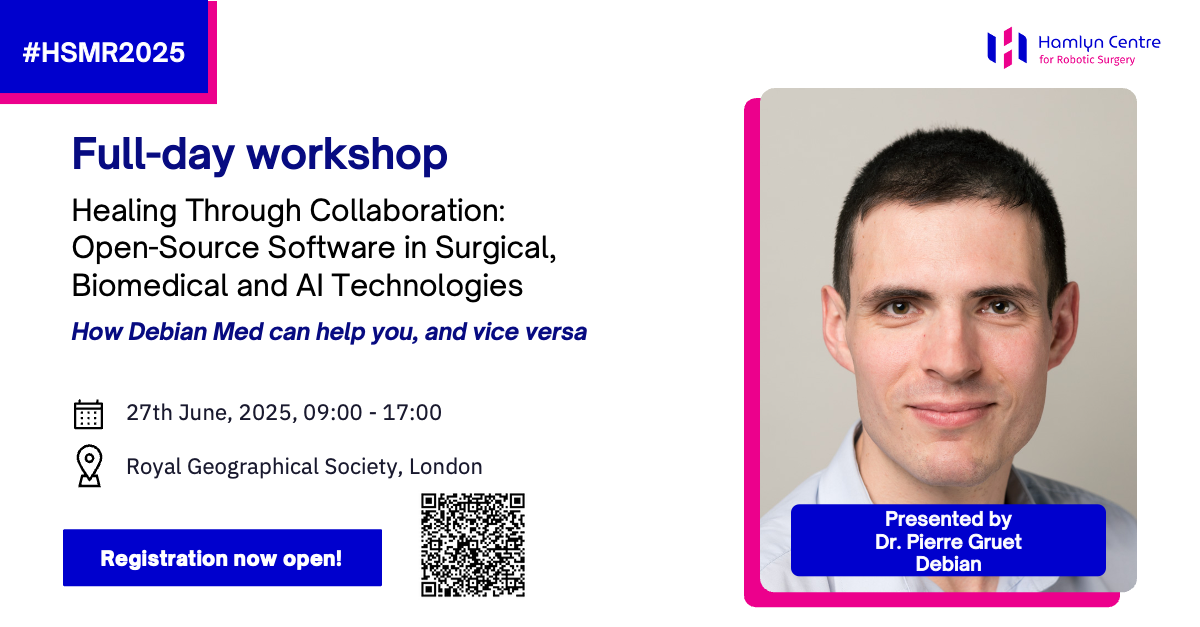 #HSMR2025
Hamlyn Centre
for Robotic Surgery
Full-day workshop
Healing Through Collaboration:
Open-Source Software in Surgical,
Biomedical and AI Technologies
How Debian Med can help you, and vice versa
27th June, 2025, 09:00 - 17:00
Royal Geographical Society, London
Registration now open!
Presented by
Dr. Pierre Gruet
Debian